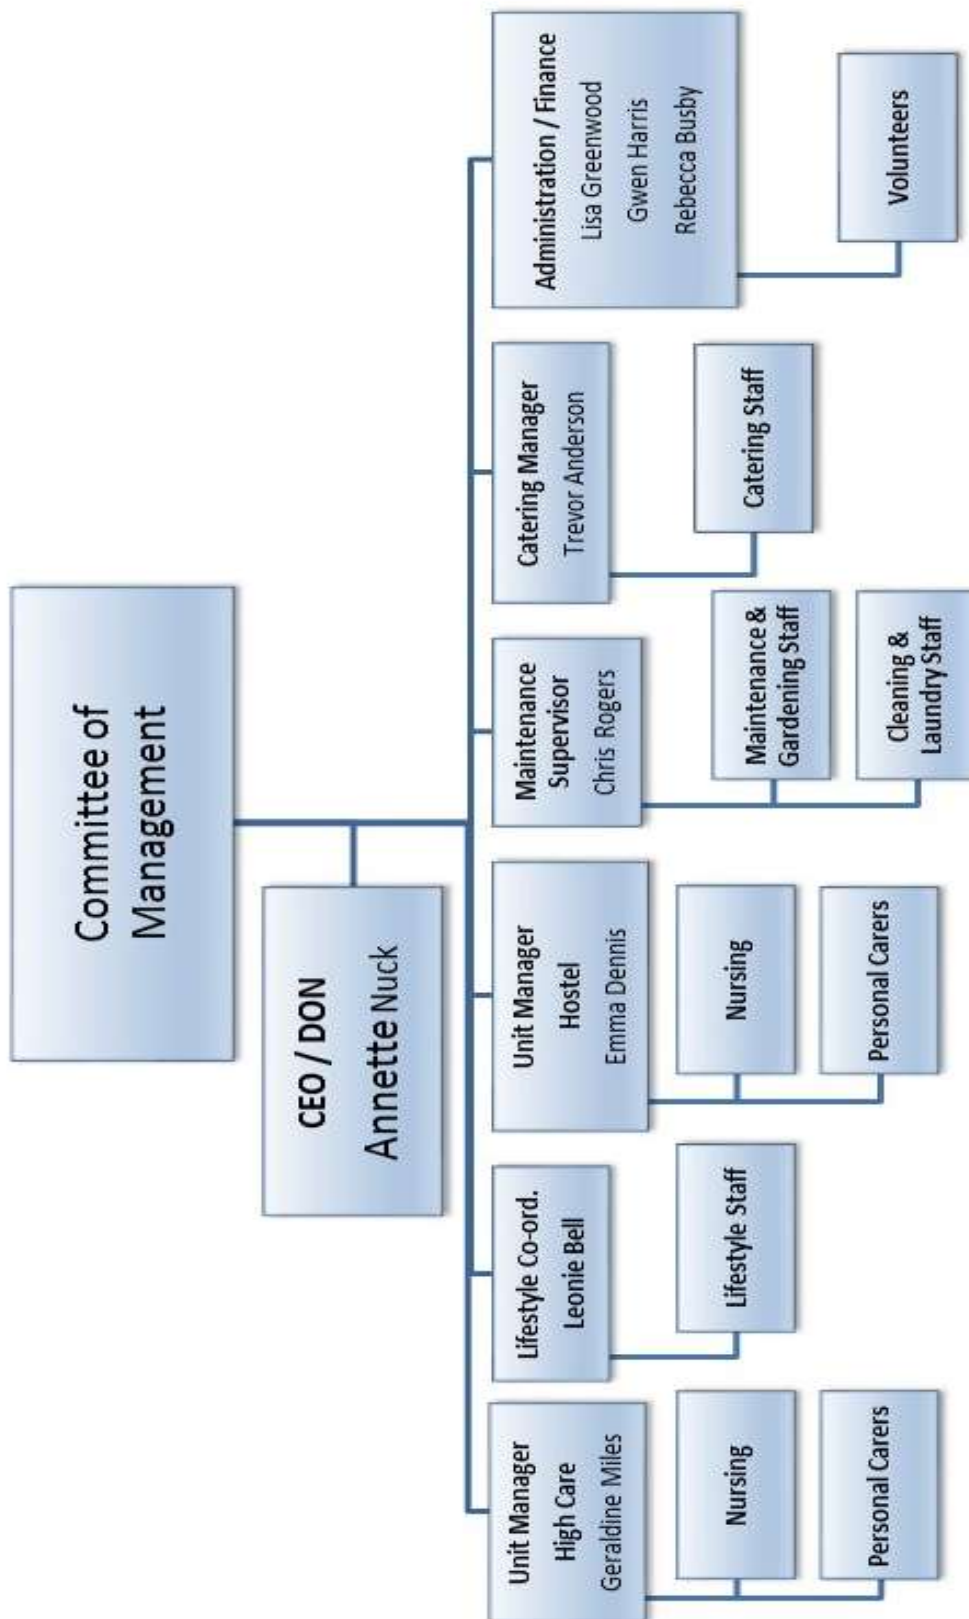 Committee of
Management
CEO / DON
Annette Nuck
Unit Manager
High Care
Geraldine Miles
Nursing
Personal Carers
Lifestyle Co-ord.
Leonie Bell
Lifestyle Staff
Unit Manager
Hostel
Emma Dennis
Nursing
Personal Carers
Maintenance
Supervisor
Chris Rogers
Maintenance &
Gardening Staff
Cleaning &
Laundry Staff
Catering Manager
Trevor Anderson
Catering Staff
Administration / Finance
Lisa Greenwood
Gwen Harris
Rebecca Busby
Volunteers